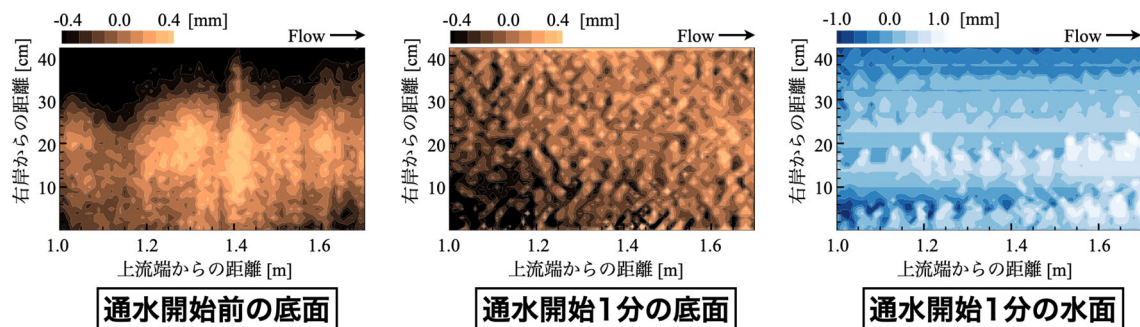 -0.4 0.0 0.4 [mm]
Flow
右岸からの距離 [cm]
40
30
20
10
1.0 1.2 1.4 1.6
上流端からの距離 [m]
通水開始前の底面
-0.4 0.0 0.4 [mm]
Flow
右岸からの距離 [cm]
40
30
20
10
1.0 1.2 1.4 1.6
上流端からの距離 [m]
通水開始1分の底面
-1.0 0.0 1.0 [mm]
Flow
右岸からの距離 [cm]
40
30
20
10
1.0 1.2 1.4 1.6
上流端からの距離 [m]
通水開始1分の水面